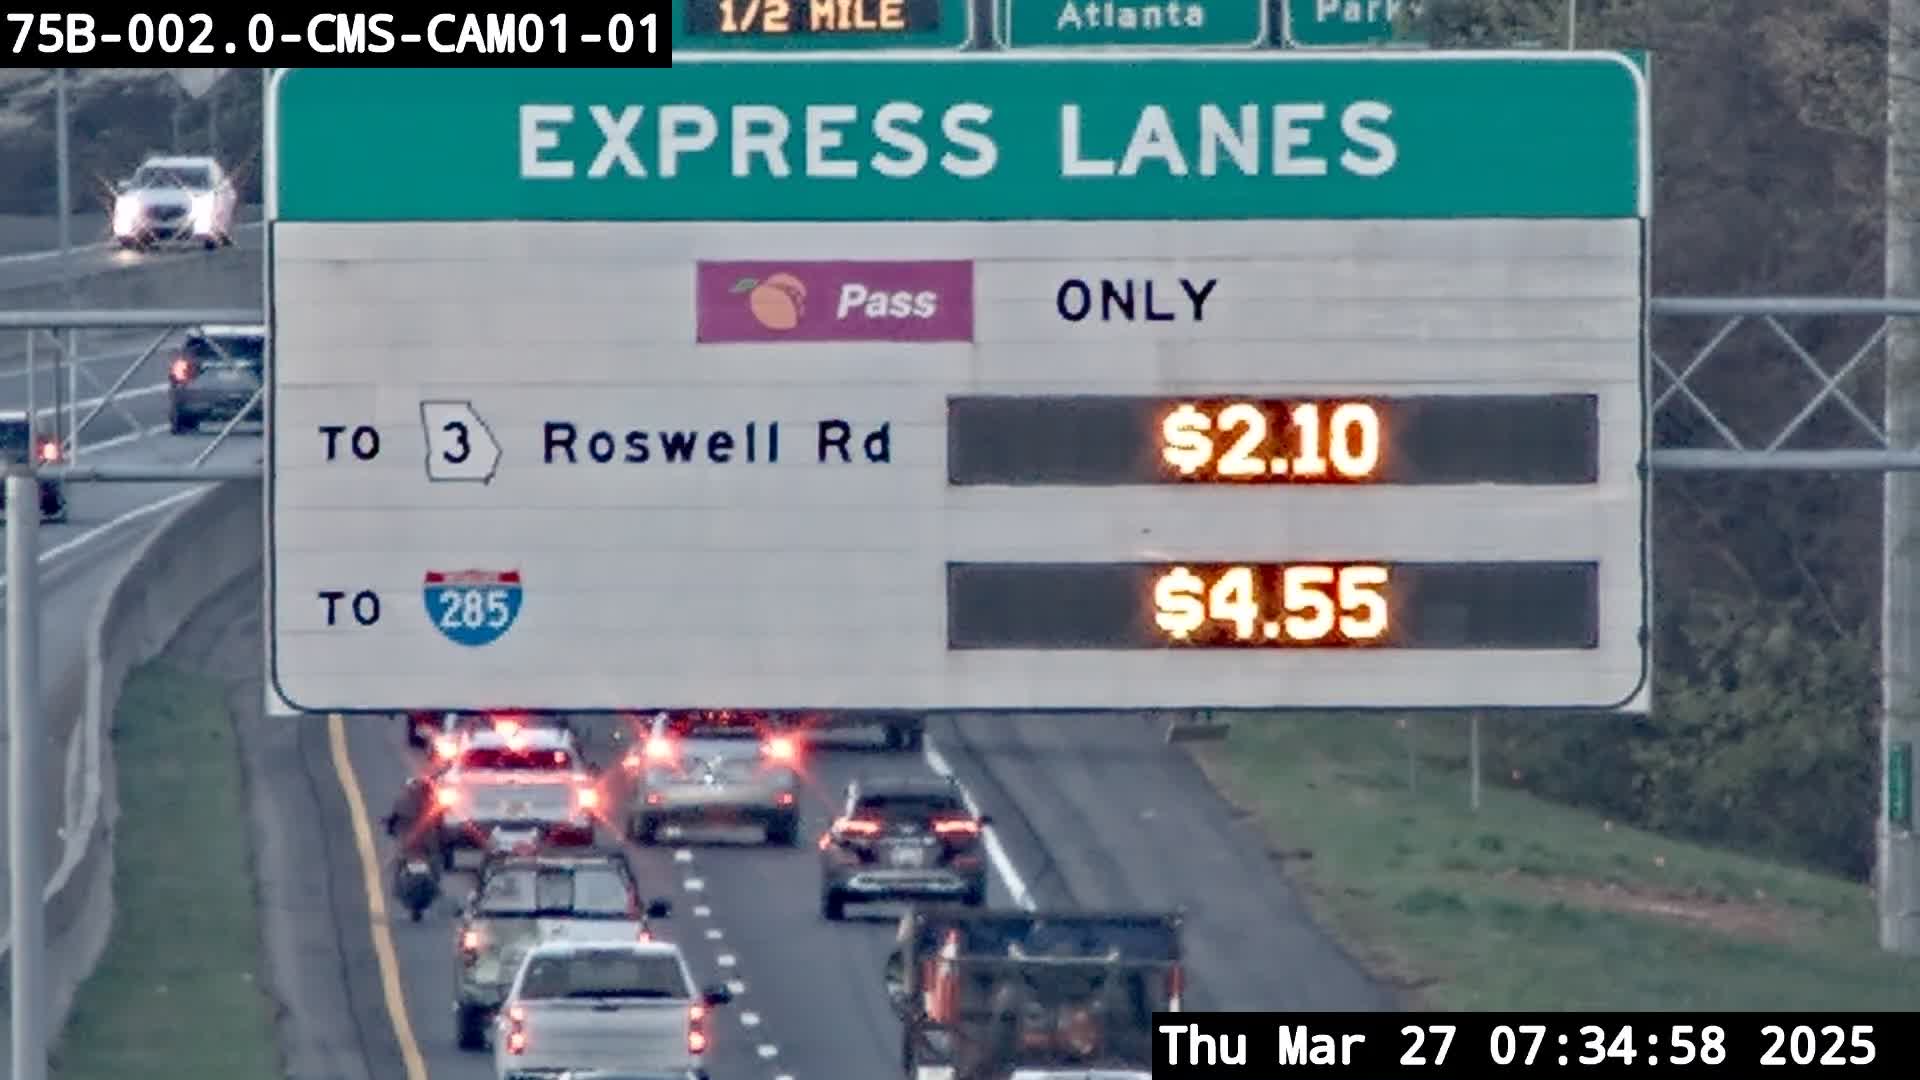 75B-002.0-CMS-CAM01-01
1/2 MILE
Atlanta
EXPRESS LANES
Pass ONLY
TO 3 Roswell Rd $2.10
TO 285 $4.55
Thu Mar 27 07:34:58 2025